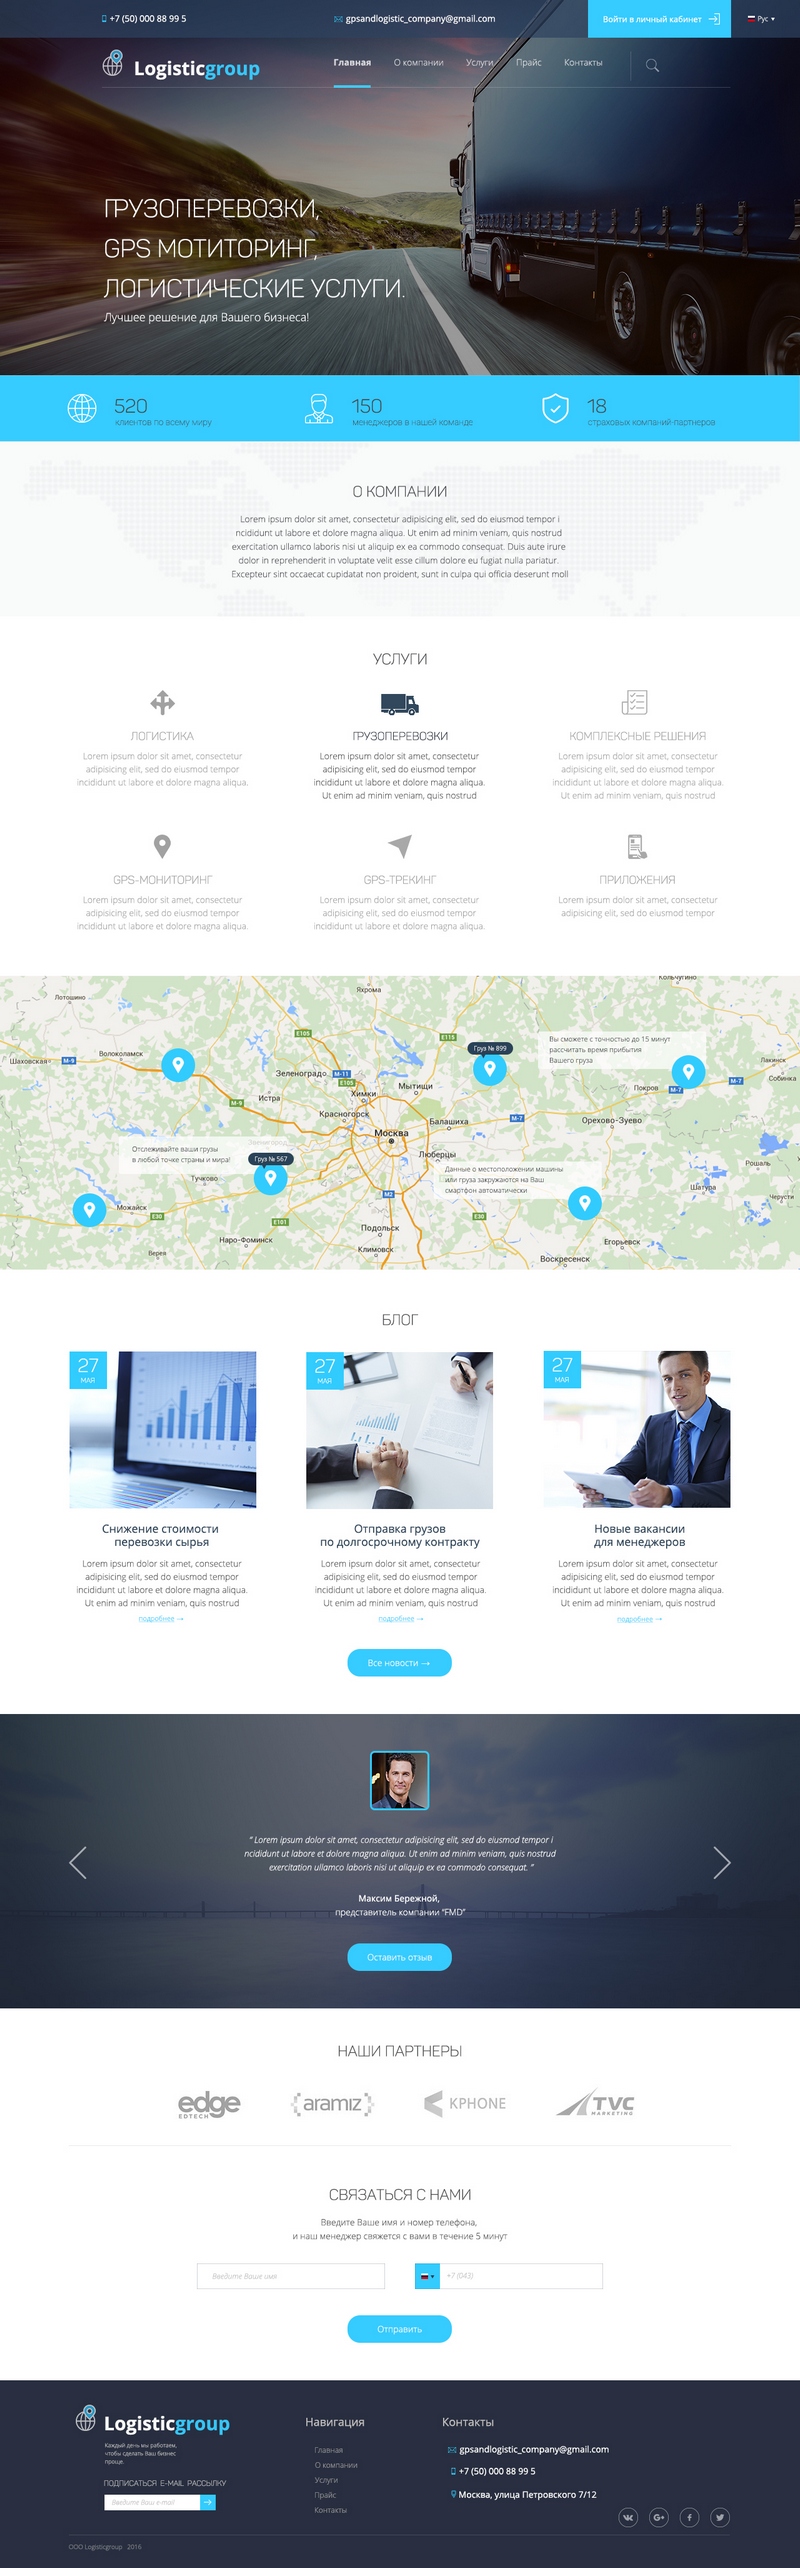 +7 (50) 000 88 99 5
gpsandlogistic_company@gmail.com
Войти в личный кабинет
Рус
Logisticgroup
Главная
О компании
Услуги
Прайс
Контакты
ГРУЗОПЕРЕВОЗКИ,
GPS МОТИТОРИНГ,
ЛОГИСТИЧЕСКИЕ УСЛУГИ.
Лучшее решение для Вашего бизнеса!
520
клиентов по всему миру
150
менеджеров в нашей команде
18
страховых компаний-партнеров
О КОМПАНИИ
Lorem ipsum dolor sit amet, consectetur adipisicing elit, sed do eiusmod tempor i
ncididunt ut labore et dolore magna aliqua. Ut enim ad minim veniam, quis nostrud
exercitation ullamco laboris nisi ut aliquip ex ea commodo consequat. Duis aute irure
dolor in reprehenderit in voluptate velit esse cillum dolore eu fugiat nulla pariatur.
Excepteur sint occaecat cupidatat non proident, sunt in culpa qui officia deserunt moll
УСЛУГИ
ЛОГИСТИКА
Lorem ipsum dolor sit amet, consectetur
adipisicing elit, sed do eiusmod tempor
incididunt ut labore et dolore magna aliqua.
ГРУЗОПЕРЕВОЗКИ
Lorem ipsum dolor sit amet, consectetur
adipisicing elit, sed do eiusmod tempor
incididunt ut labore et dolore magna aliqua.
Ut enim ad minim veniam, quis nostrud
КОМПЛЕКСНЫЕ РЕШЕНИЯ
Lorem ipsum dolor sit amet, consectetur
adipisicing elit, sed do eiusmod tempor
incididunt ut labore et dolore magna aliqua.
Ut enim ad minim veniam, quis nostrud
GPS-МОНИТОРИНГ
Lorem ipsum dolor sit amet, consectetur
adipisicing elit, sed do eiusmod tempor
incididunt ut labore et dolore magna aliqua.
GPS-ТРЕКИНГ
Lorem ipsum dolor sit amet, consectetur
adipisicing elit, sed do eiusmod tempor
incididunt ut labore et dolore magna aliqua.
ПРИЛОЖЕНИЯ
Lorem ipsum dolor sit amet, consectetur
adipisicing elit, sed do eiusmod tempor
Кольчугино
Яхрома
Лотошино
E105
E115
Вы сможете с точностью до 15 минут
рассчитать время прибытия
Вашего груза
Груз № 899
Волоколамск
Шаховская
М-9
Лакинск
Зеленоград
М-11
Собинка
E105
М-7
Мытищи
Покров
М-7
Химки
Истра
М-9
Красногорск
М-7
Балашиха
Орехово-Зуево
Москва
Отслеживайте ваши грузы
в любой точке страны и мира!
Люберцы
Груз № 567
Рошаль
Данные о местоположении машины
или груза закружаются на Ваш
смартфон автоматически
Тучково
Шатура
M2
Черусти
Можайск
E30
E101
E30
Подольск
Наро-Фоминск
Егорьевск
Климовск
Верея
Воскресенск
БЛОГ
27
МАЯ
27
МАЯ
27
МАЯ
Снижение стоимости
перевозки сырья
Lorem ipsum dolor sit amet, consectetur
adipisicing elit, sed do eiusmod tempor
incididunt ut labore et dolore magna aliqua.
Ut enim ad minim veniam, quis nostrud
подробнее →
Отправка грузов
по долгосрочному контракту
Lorem ipsum dolor sit amet, consectetur
adipisicing elit, sed do eiusmod tempor
incididunt ut labore et dolore magna aliqua.
Ut enim ad minim veniam, quis nostrud
подробнее →
Новые вакансии
для менеджеров
Lorem ipsum dolor sit amet, consectetur
adipisicing elit, sed do eiusmod tempor
incididunt ut labore et dolore magna aliqua.
Ut enim ad minim veniam, quis nostrud
подробнее →
Все новости →
“ Lorem ipsum dolor sit amet, consectetur adipisicing elit, sed do eiusmod tempor i
ncididunt ut labore et dolore magna aliqua. Ut enim ad minim veniam, quis nostrud
exercitation ullamco laboris nisi ut aliquip ex ea commodo consequat. ”
Максим Бережной,
представитель компании “FMD”
Оставить отзыв
НАШИ ПАРТНЕРЫ
edge
EDTECH
{aramiz}
KPHONE
TVC
MARKETING
СВЯЗАТЬСЯ С НАМИ
Введите Ваше имя и номер телефона,
и наш менеджер свяжется с вами в течение 5 минут
Введите Ваше имя
+7 (043)
Отправить
Logisticgroup
Каждый день мы работаем,
чтобы сделать Ваш бизнес
проще.
ПОДПИСАТЬСЯ E-MAIL РАССЫЛКУ
Введите Ваш e-mail
Навигация
Главная
О компании
Услуги
Прайс
Контакты
Контакты
gpsandlogistic_company@gmail.com
+7 (50) 000 88 99 5
Москва, улица Петровского 7/12
ООО Logisticgroup 2016